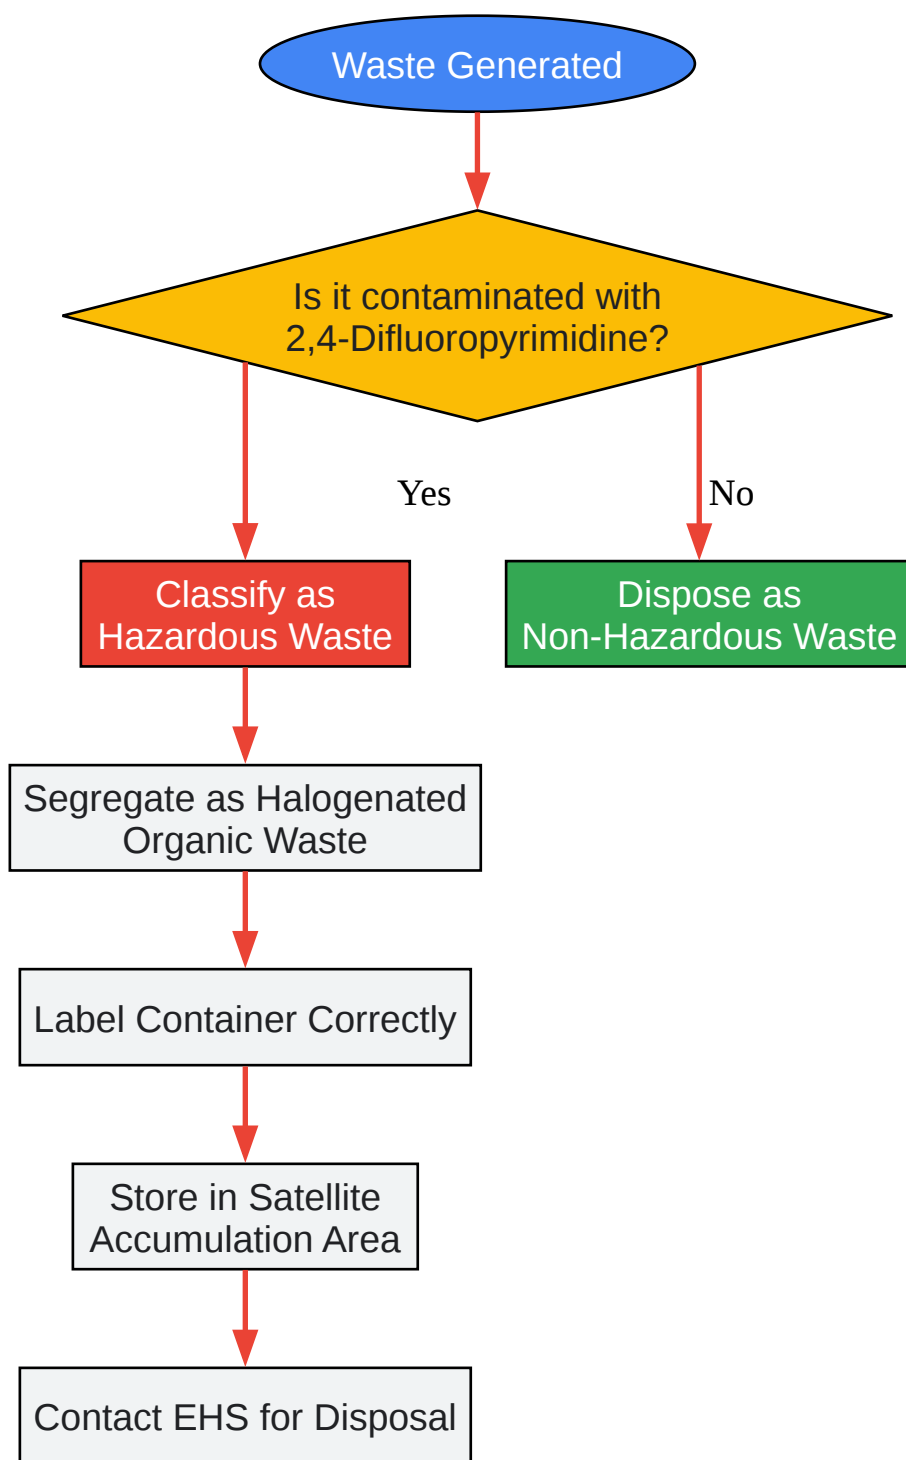 Waste Generated
Is it contaminated with
2,4-Difluoropyrimidine?
Yes
No
Classify as
Hazardous Waste
Dispose as
Non-Hazardous Waste
Segregate as Halogenated
Organic Waste
Label Container Correctly
Store in Satellite
Accumulation Area
Contact EHS for Disposal